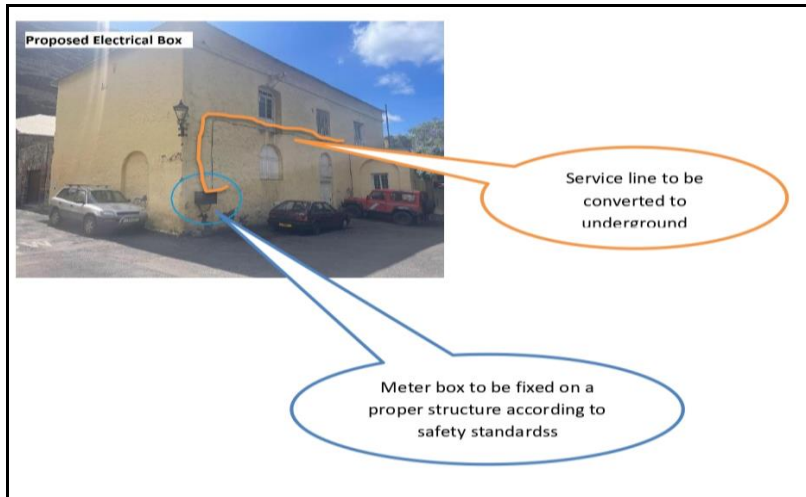 Proposed Electrical Box
Service line to be
converted to
underground
Meter box to be fixed on a
proper structure according to
safety standardss